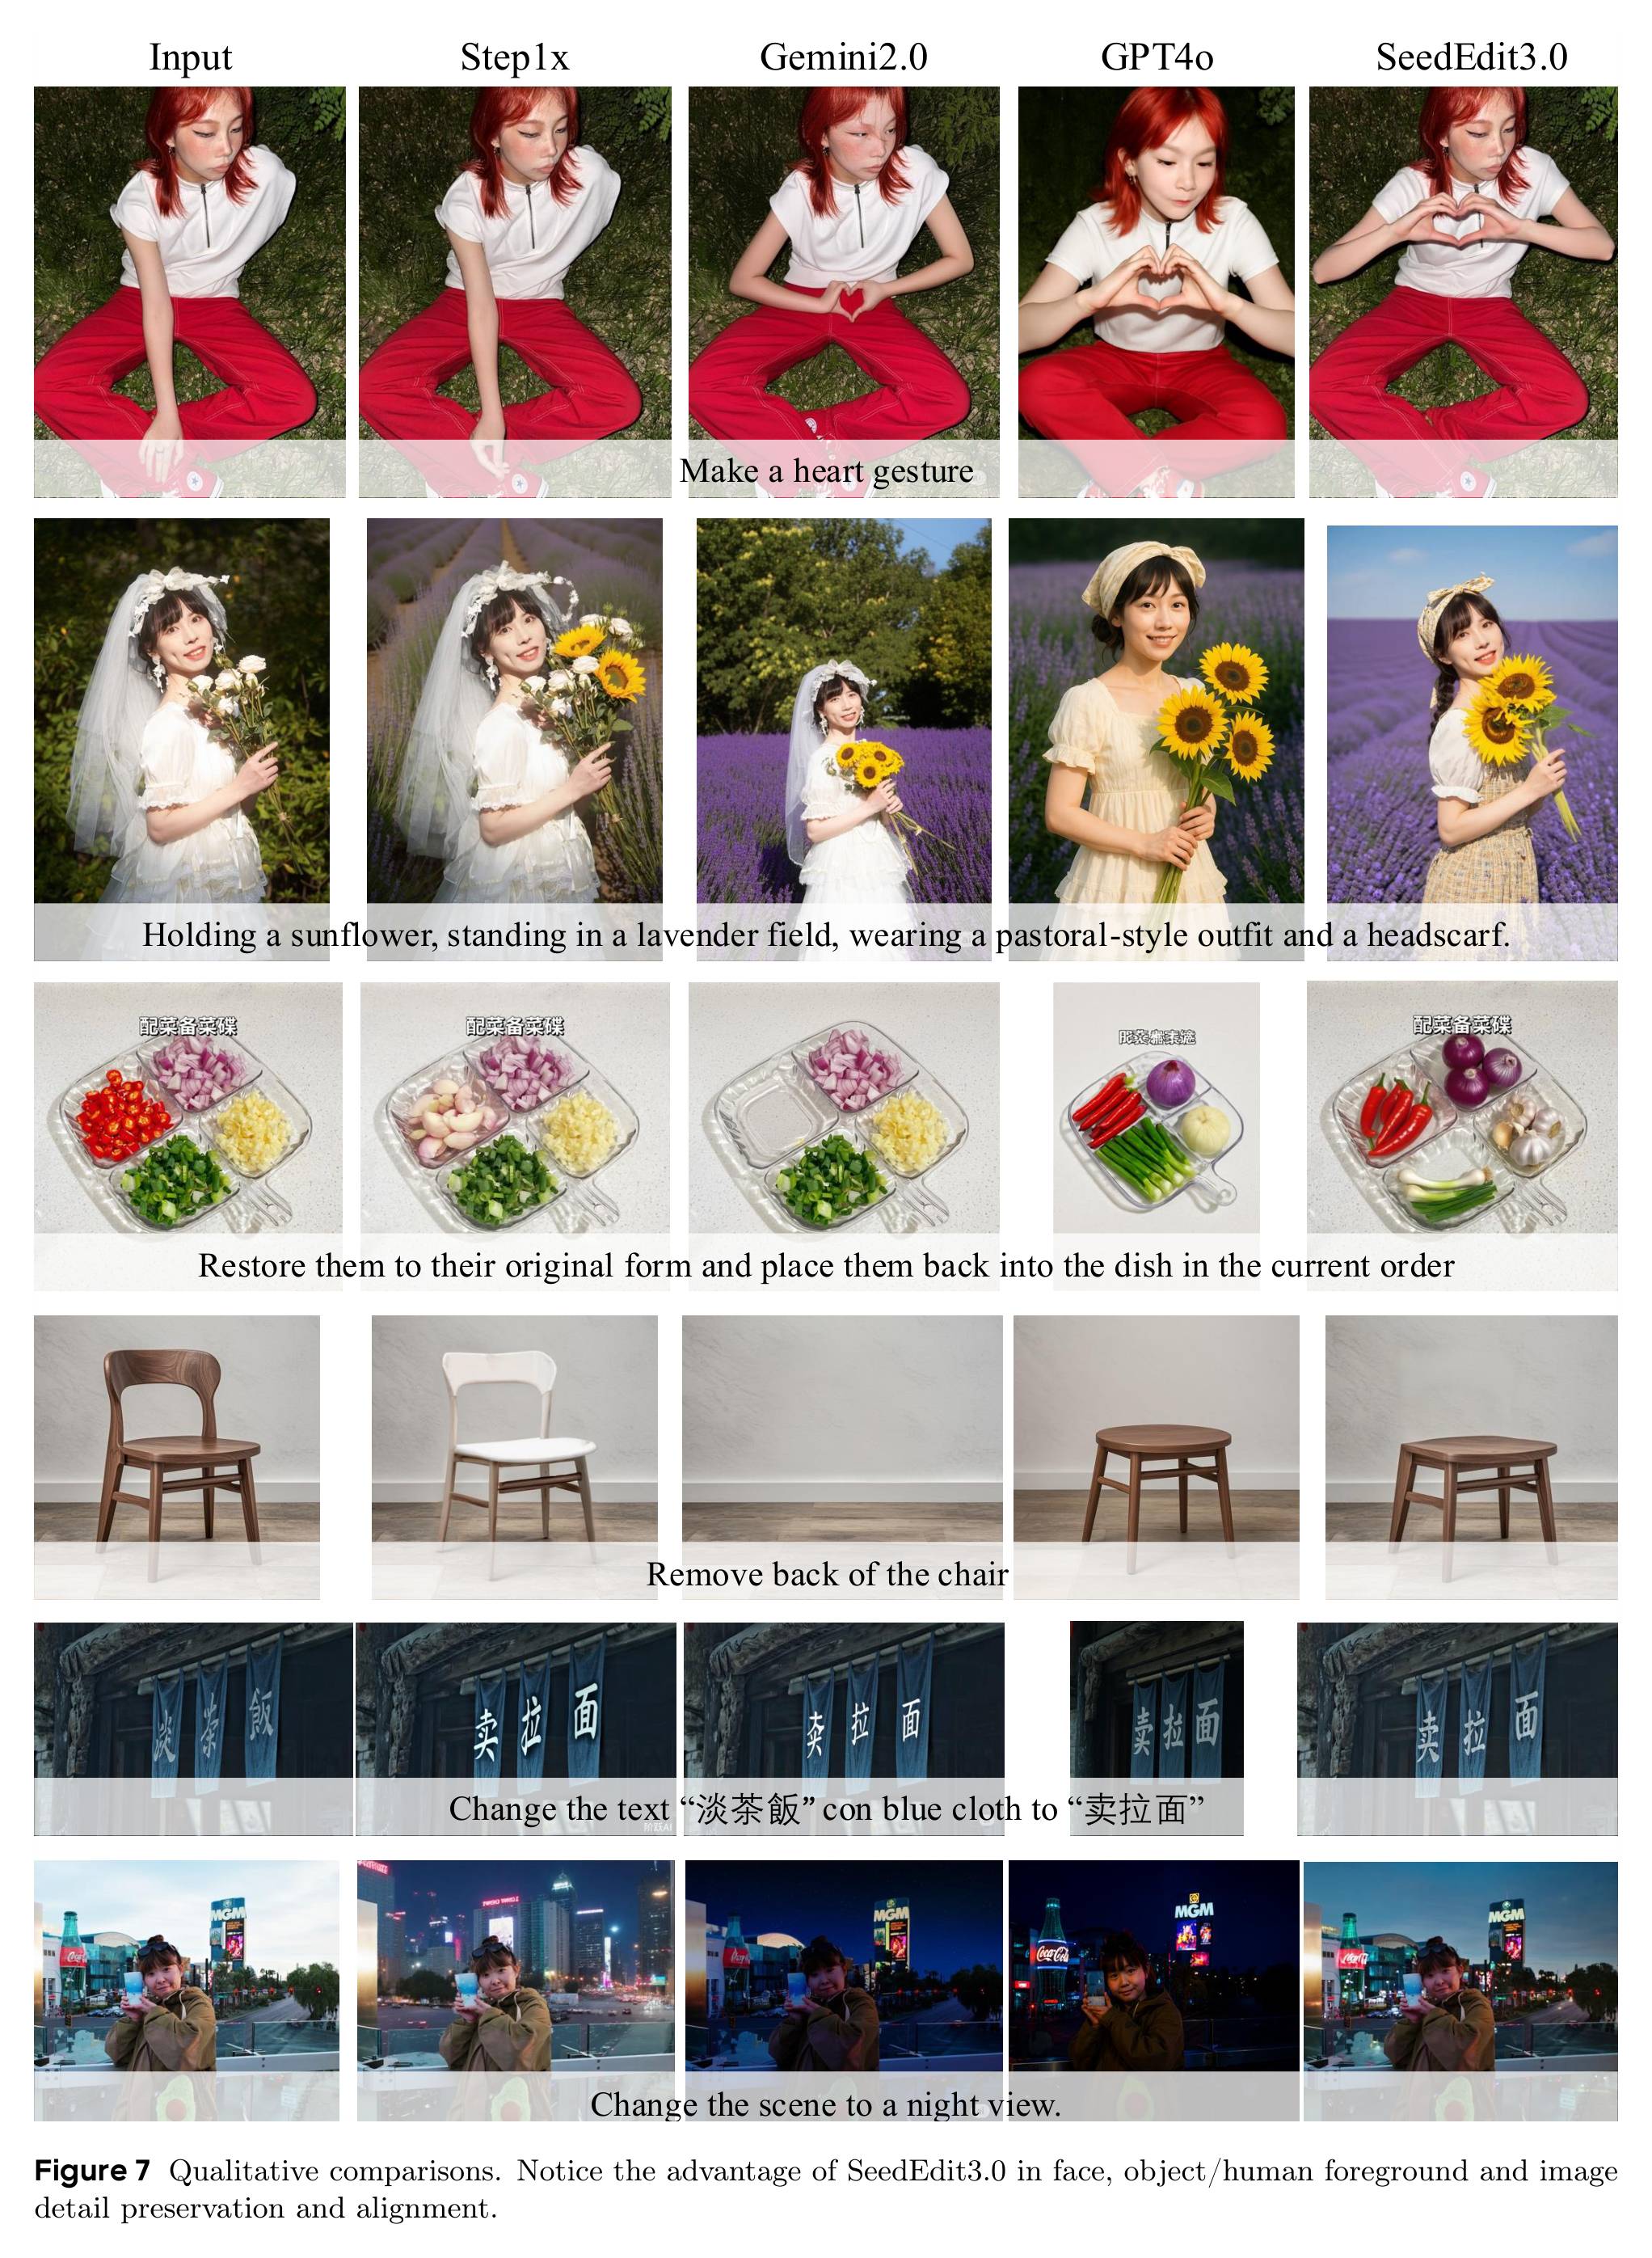 Input
Step1x
Gemini2.0
GPT4o
SeedEdit3.0
Make a heart gesture
Holding a sunflower, standing in a lavender field, wearing a pastoral-style outfit and a headscarf.
配菜备菜碟
配菜备菜碟
配菜备菜碟
Restore them to their original form and place them back into the dish in the current order
Remove back of the chair
淡茶飯
卖拉面
拉面
卖拉面
卖拉面
Change the text “淡茶飯” con blue cloth to “卖拉面”
阶跃AI
MGM
MGM
MGM
Coca-Cola
MGM
Change the scene to a night view.
Figure 7 Qualitative comparisons. Notice the advantage of SeedEdit3.0 in face, object/human foreground and image
detail preservation and alignment.